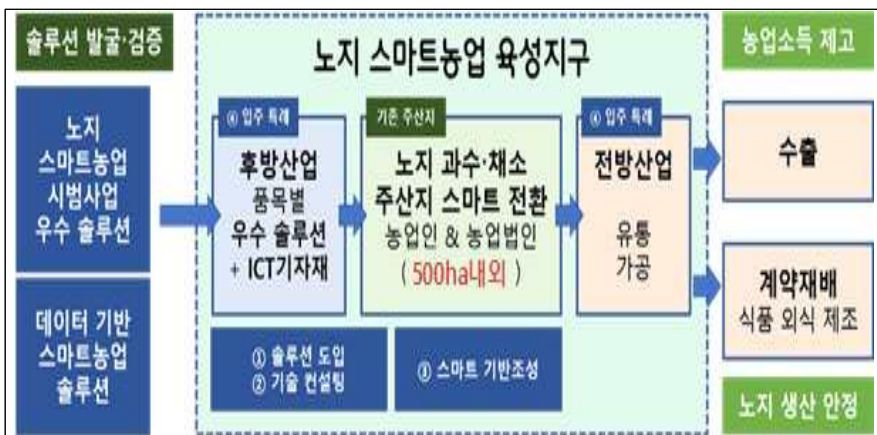 솔루션 발굴·검증
노지
스마트농업
시범사업
우수 솔루션
데이터 기반
스마트농업
솔루션
노지 스마트농업 육성지구
④ 입주 특례
후방산업
품목별
우수 솔루션
+ ICT기자재
기존 주산지
노지 과수·채소
주산지 스마트 전환
농업인 & 농업법인
( 500ha내외 )
④ 입주 특례
전방산업
유통
가공
① 솔루션 도입
② 기술 컨설팅
③ 스마트 기반조성
농업소득 제고
수출
계약재배
식품 외식 제조
노지 생산 안정